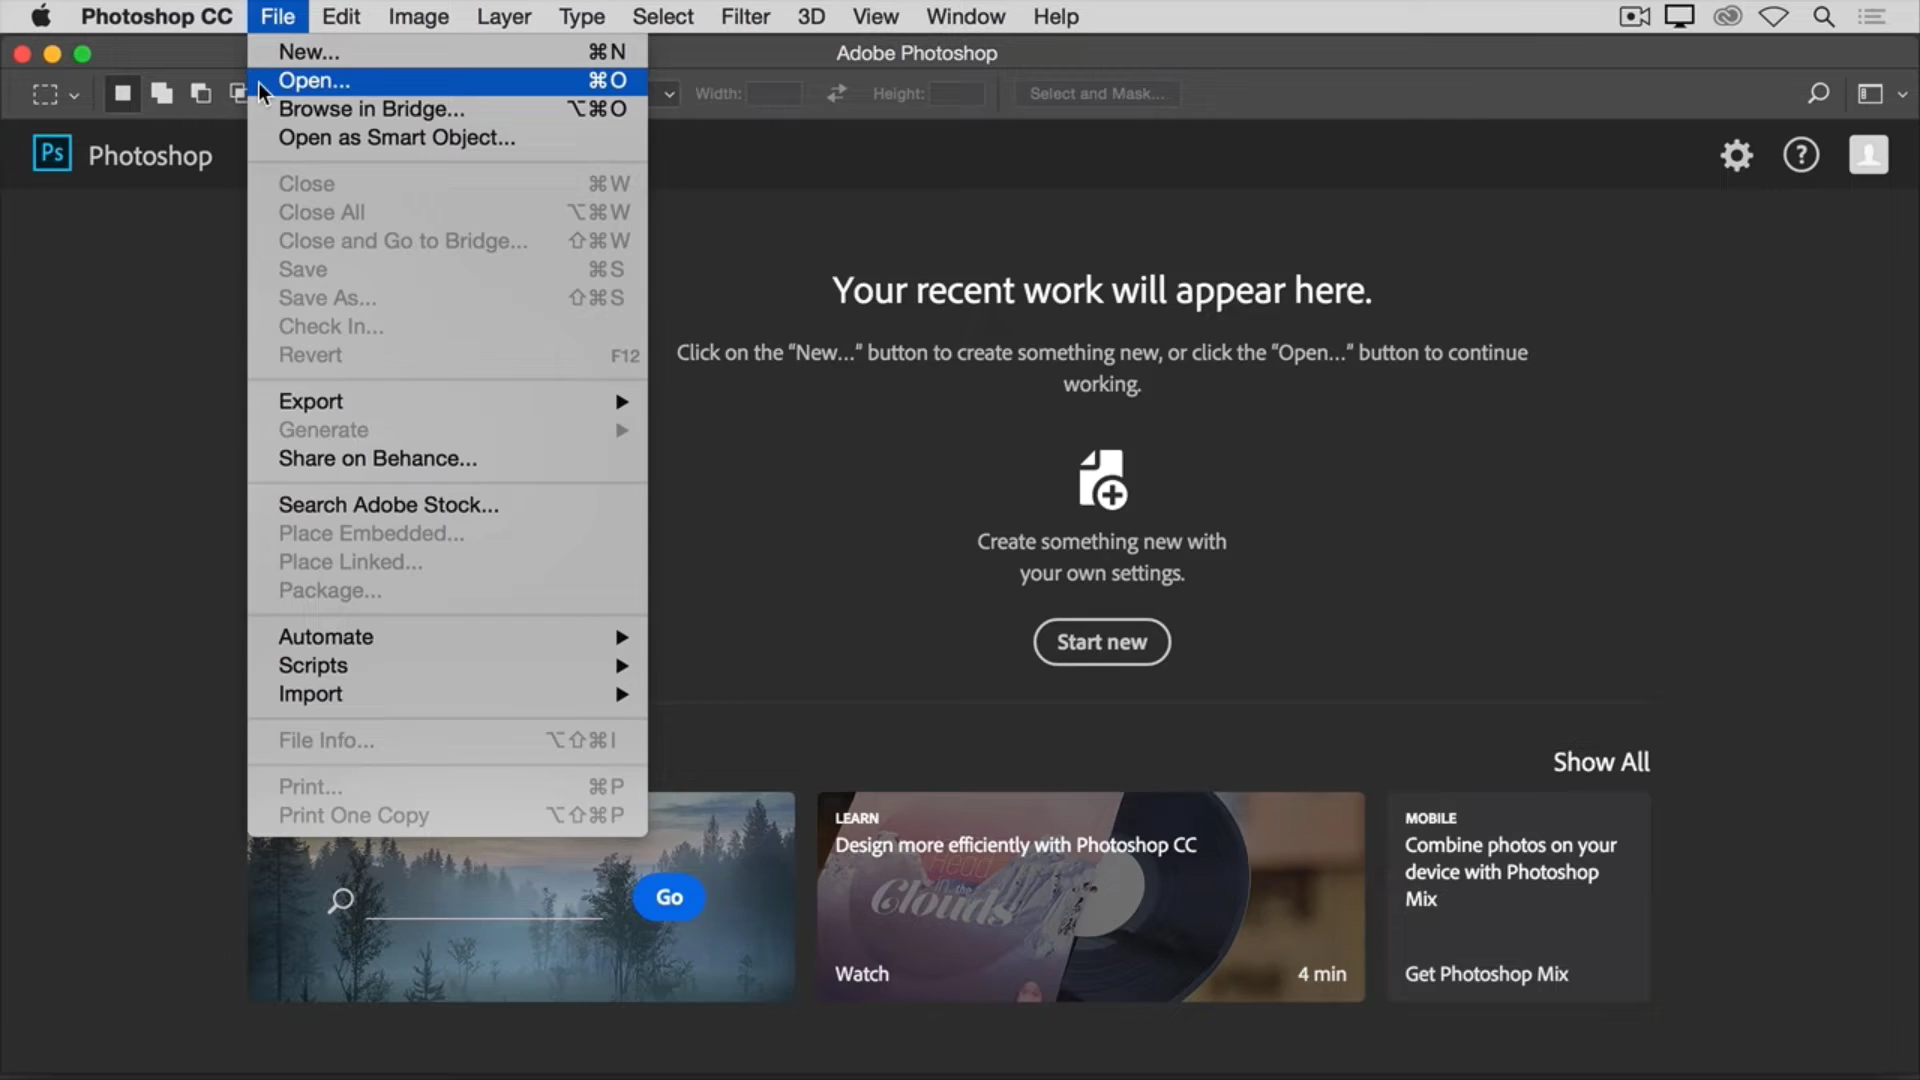 Photoshop CC File Edit Image Layer Type Select Filter 3D View Window Help
Adobe Photoshop
New... ⌘N
Open... ⌘O
Browse in Bridge... ⌥⌘O
Open as Smart Object...
Close ⌘W
Close All ⌥⌘W
Close and Go to Bridge... ⇧⌘W
Save ⌘S
Save As... ⇧⌘S
Check In...
Revert F12
Export
Generate
Share on Behance...
Search Adobe Stock...
Place Embedded...
Place Linked...
Package...
Automate
Scripts
Import
File Info... ⌥⇧⌘I
Print... ⌘P
Print One Copy ⌥⇧⌘P
Width: Height: Select and Mask...
Ps Photoshop
Your recent work will appear here.
Click on the “New...” button to create something new, or click the “Open...” button to continue
working.
Create something new with
your own settings.
Start new
Show All
Go
LEARN
Design more efficiently with Photoshop CC
Head
in the
Clouds
Watch 4 min
MOBILE
Combine photos on your
device with Photoshop
Mix
Get Photoshop Mix